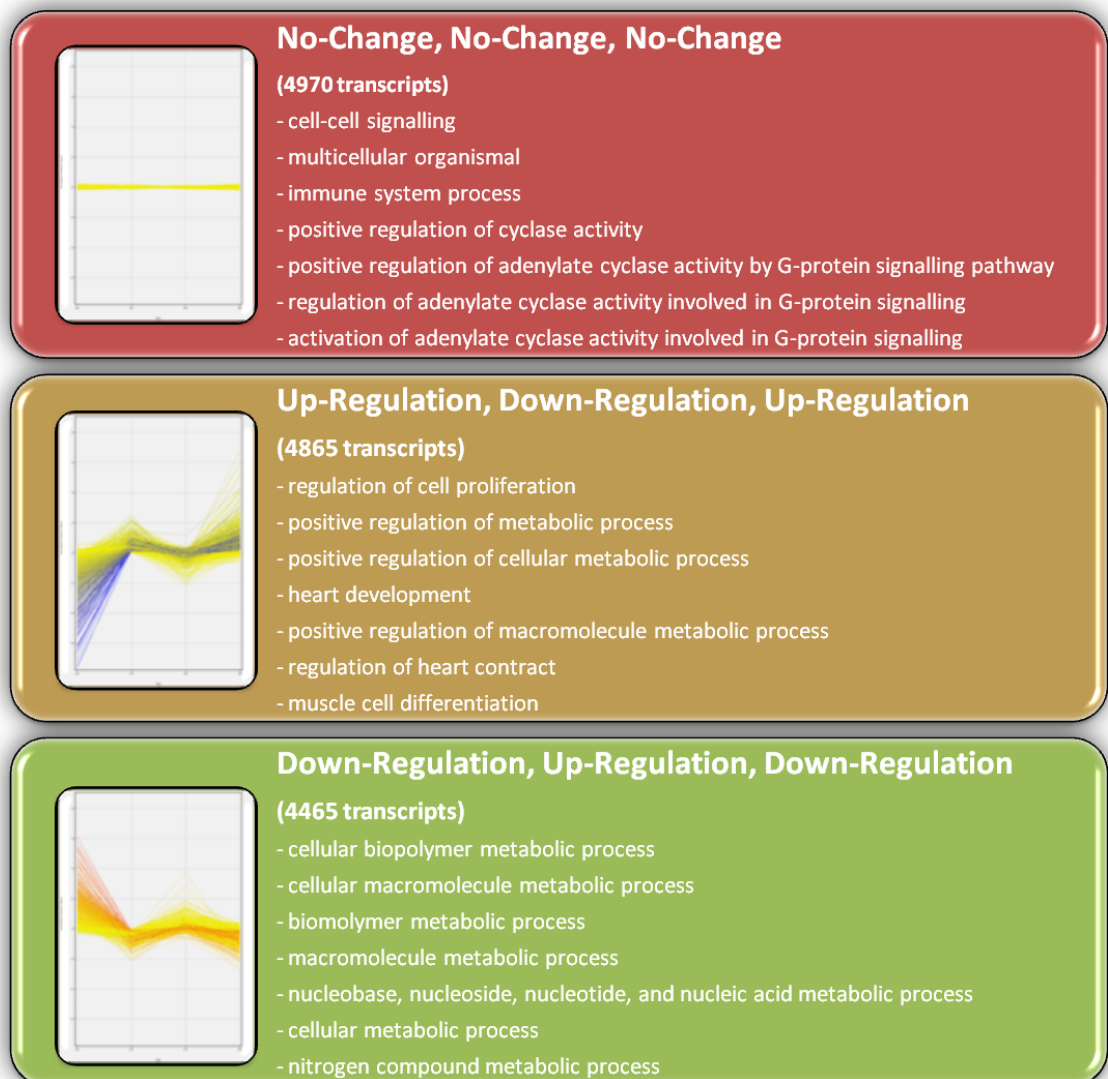 No-Change, No-Change, No-Change
(4970 transcripts)
- cell-cell signalling
- multicellular organismal
- immune system process
- positive regulation of cyclase activity
- positive regulation of adenylate cyclase activity by G-protein signalling pathway
- regulation of adenylate cyclase activity involved in G-protein signalling
- activation of adenylate cyclase activity involved in G-protein signalling
Up-Regulation, Down-Regulation, Up-Regulation
(4865 transcripts)
- regulation of cell proliferation
- positive regulation of metabolic process
- positive regulation of cellular metabolic process
- heart development
- positive regulation of macromolecule metabolic process
- regulation of heart contract
- muscle cell differentiation
Down-Regulation, Up-Regulation, Down-Regulation
(4465 transcripts)
- cellular biopolymer metabolic process
- cellular macromolecule metabolic process
- biomolymer metabolic process
- macromolecule metabolic process
- nucleobase, nucleoside, nucleotide, and nucleic acid metabolic process
- cellular metabolic process
- nitrogen compound metabolic process